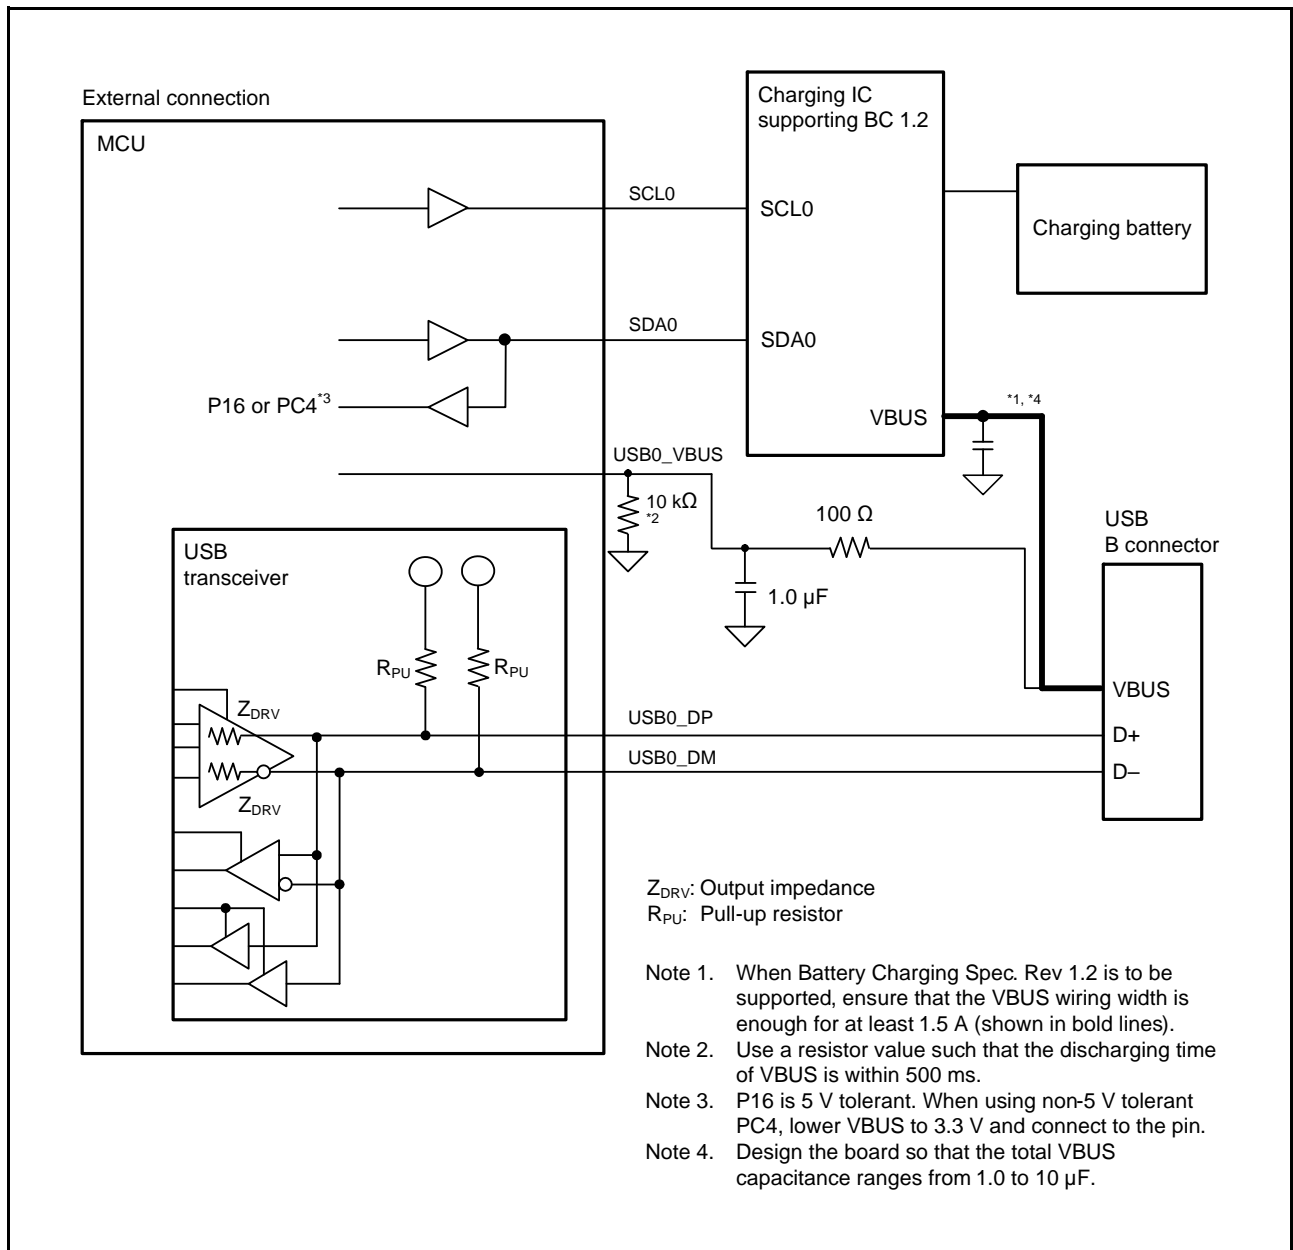 External connection
MCU
Charging IC
supporting BC 1.2
SCL0
SCL0
Charging battery
SDA0
SDA0
P16 or PC4*3
VBUS
*1, *4
USB0_VBUS
10 kΩ
*2
100 Ω
1.0 µF
USB
B connector
USB
transceiver
RPU
RPU
VBUS
ZDRV
USB0_DP
D+
USB0_DM
D–
ZDRV
ZDRV: Output impedance
RPU: Pull-up resistor
Note 1. When Battery Charging Spec. Rev 1.2 is to be
supported, ensure that the VBUS wiring width is
enough for at least 1.5 A (shown in bold lines).
Note 2. Use a resistor value such that the discharging time
of VBUS is within 500 ms.
Note 3. P16 is 5 V tolerant. When using non-5 V tolerant
PC4, lower VBUS to 3.3 V and connect to the pin.
Note 4. Design the board so that the total VBUS
capacitance ranges from 1.0 to 10 µF.